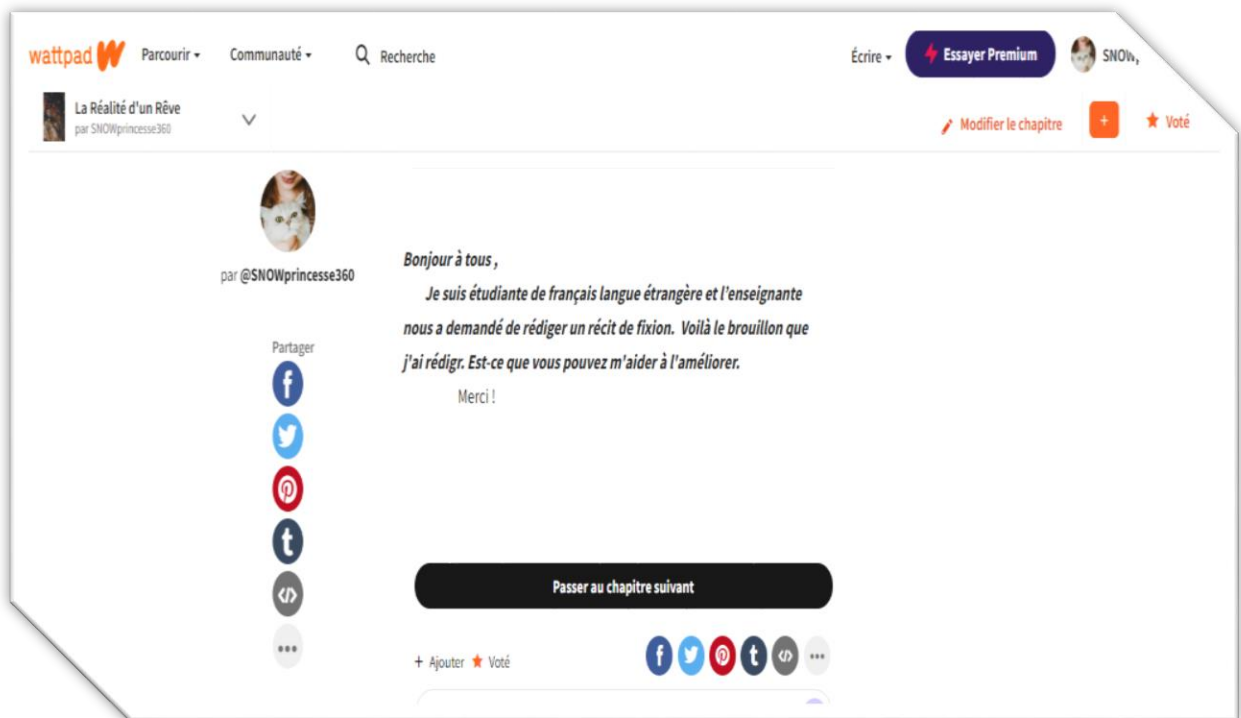 wattpad Parcourir Communauté Recherche Écrire Essayer Premium
La Réalité d'un Rêve
par SNOWprincesse360
Modifier le chapitre + Voté
par @SNOWprincesse360
Bonjour à tous ,
Je suis étudiante de français langue étrangère et l'enseignante
nous a demandé de rédiger un récit de fixion. Voilà le brouillon que
j'ai rédigr. Est-ce que vous pouvez m'aider à l'améliorer.
Merci !
Partager
Passer au chapitre suivant
+ Ajouter Voté